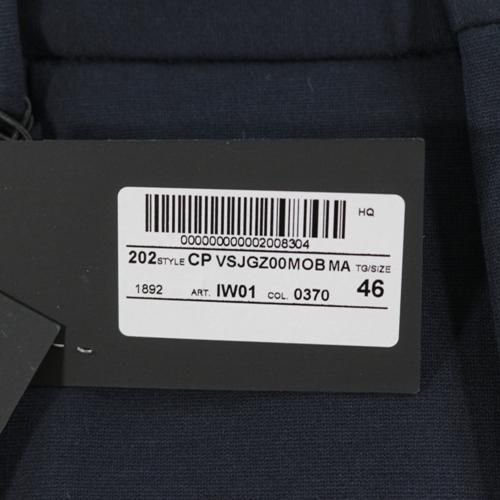 HQ
000000000002008304
202 STYLE CP VSJGZ00MOB MA TG/SIZE
1892 ART. IW01 COL. 0370 46